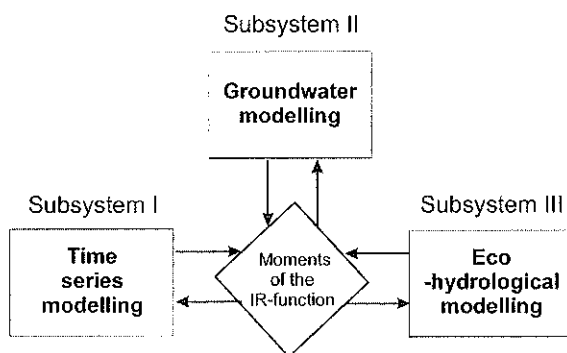 Subsystem II
Groundwater
modelling
Subsystem I
Time
series
modelling
Moments
of the
IR-function
Subsystem III
Eco
-hydrological
modelling